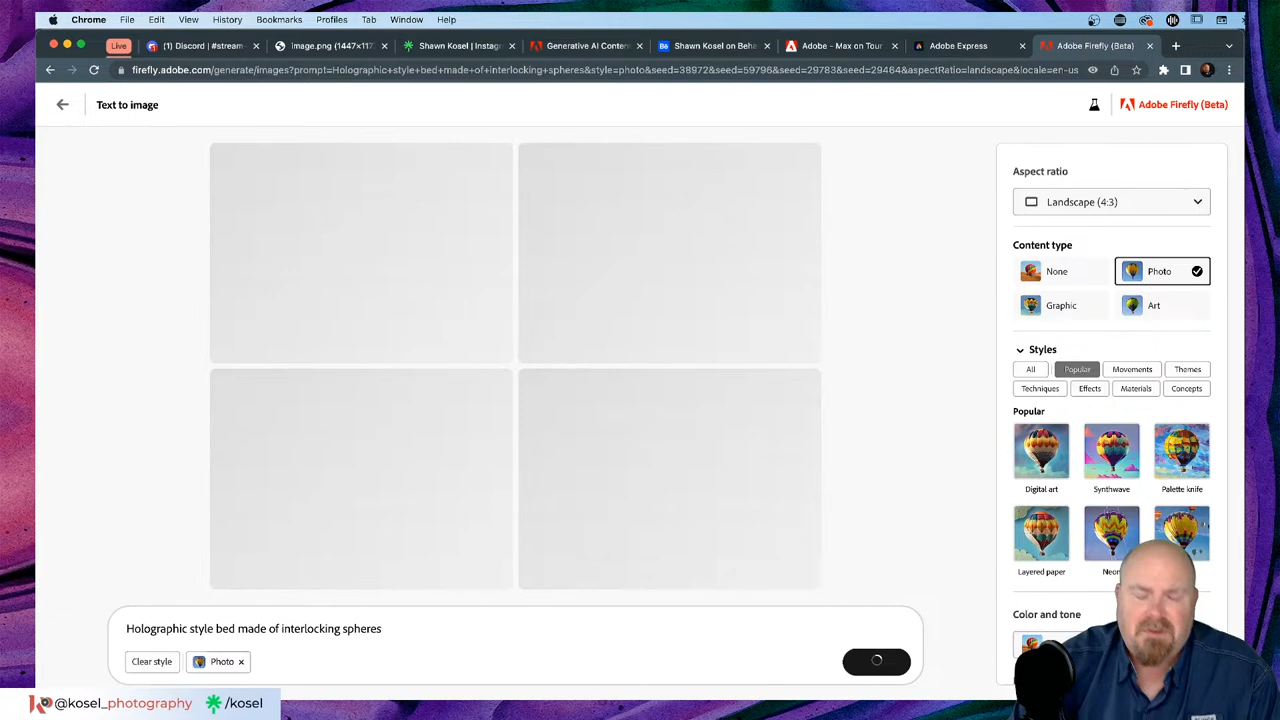 Chrome File Edit View History Bookmarks Profiles Tab Window Help
Live (1) Discord | #stream image.png (1447×117 Shawn Kosel | Instag Generative AI Conten Shawn Kosel on Beha Adobe - Max on Tour Adobe Express Adobe Firefly (Beta)
firefly.adobe.com/generate/images?prompt=Holographic+style+bed+made+of+interlocking+spheres&style=photo&seed=38972&seed=59796&seed=29783&seed=29464&aspectRatio=landscape&locale=en-us
Text to image
Adobe Firefly (Beta)
Aspect ratio
Landscape (4:3)
Content type
None Photo
Graphic Art
Styles
All Popular Movements Themes
Techniques Effects Materials Concepts
Popular
Digital art Synthwave Palette knife
Layered paper
Color and tone
Holographic style bed made of interlocking spheres
Clear style Photo ×
@kosel_photography /kosel